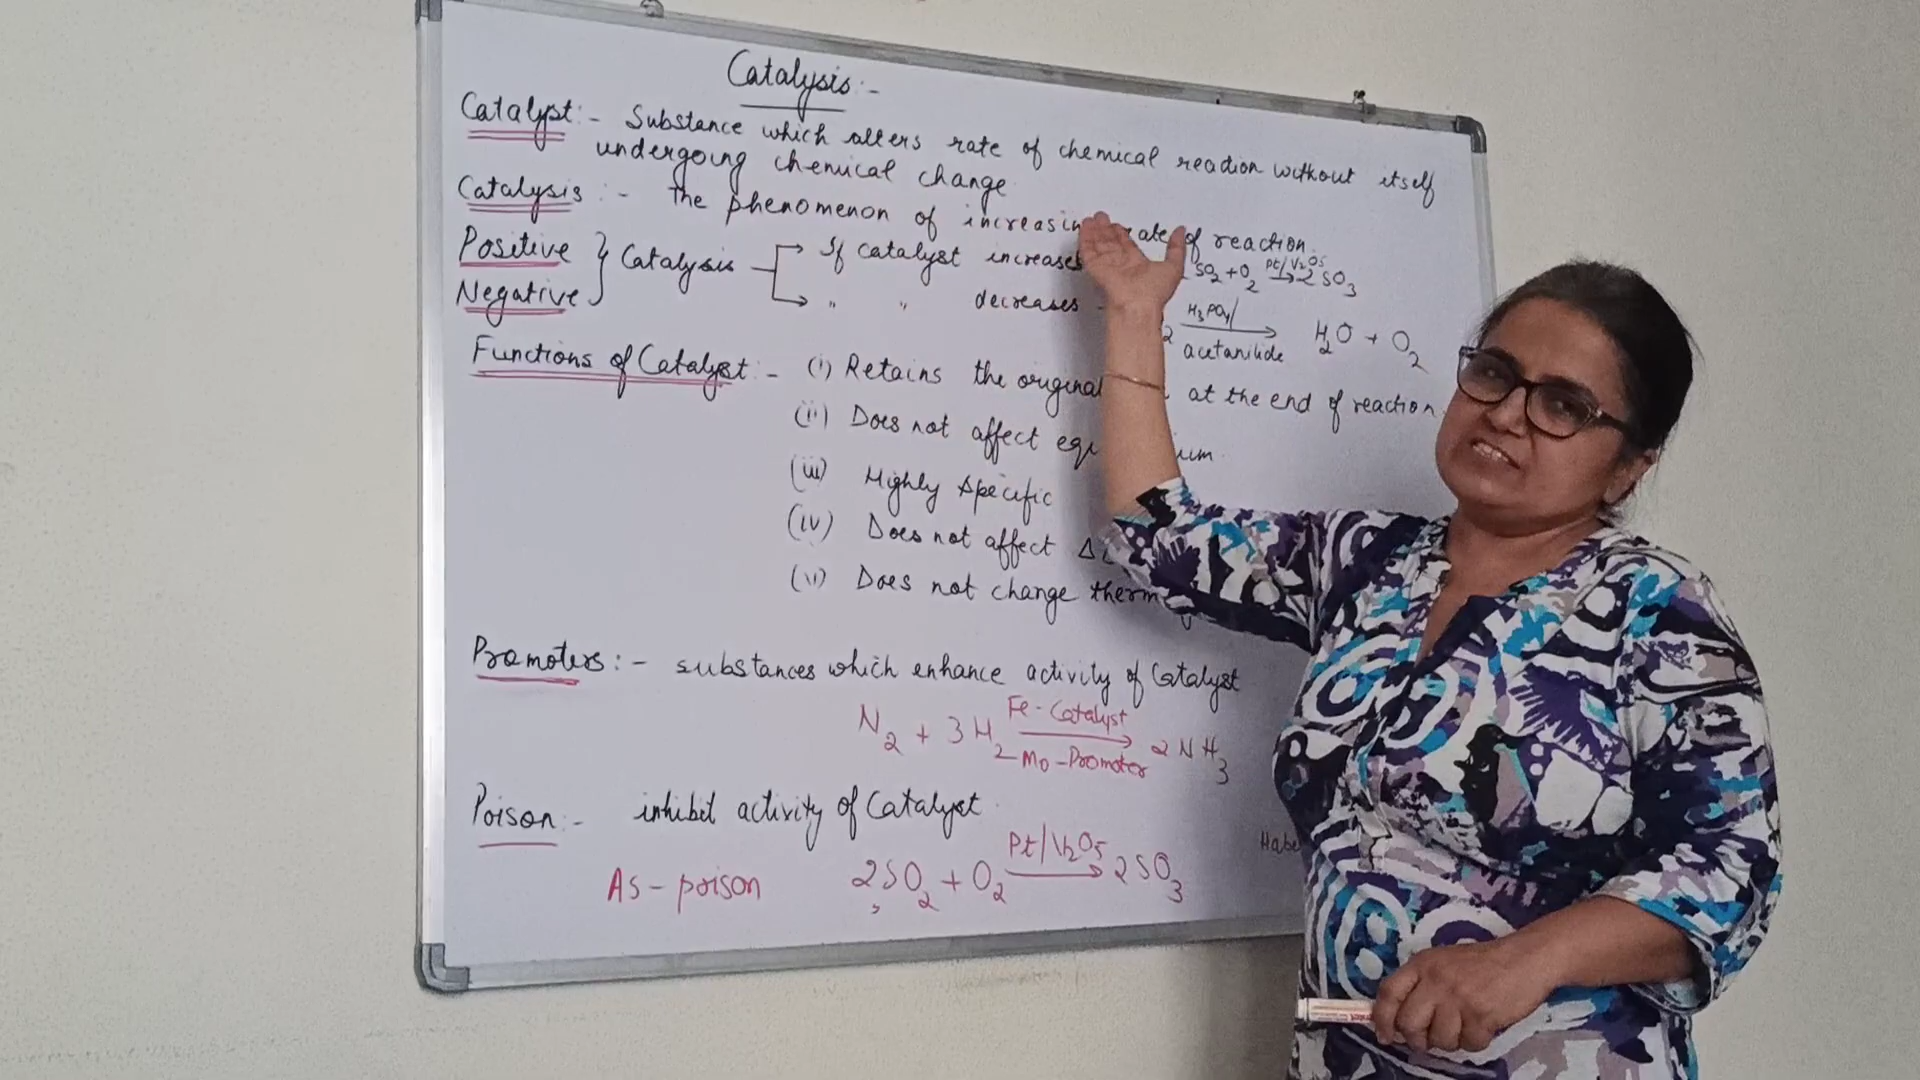 Catalysis:-
Catalyst:- Substance which alters rate of chemical reaction without itself
undergoing chemical change.
Catalysis:- The phenomenon of increasing rate of reaction.
Positive } Catalysis → If catalyst increases SO2 + O2 Pt/V2O5 → 2SO3
Negative → " " decreases - 2 H3PO4/ acetanilide → H2O + O2
Functions of Catalyst:- (i) Retains the original at the end of reaction.
(ii) Does not affect
(iii) Highly specific
(iv) Does not affect
(v) Does not change
Promoters:- substances which enhance activity of Catalyst
N2 + 3H2 Fe-Catalyst → Mo-Promoter 2NH3
Poison:- inhibit activity of Catalyst.
As-poison 2SO2 + O2 Pt/V2O5 → 2SO3